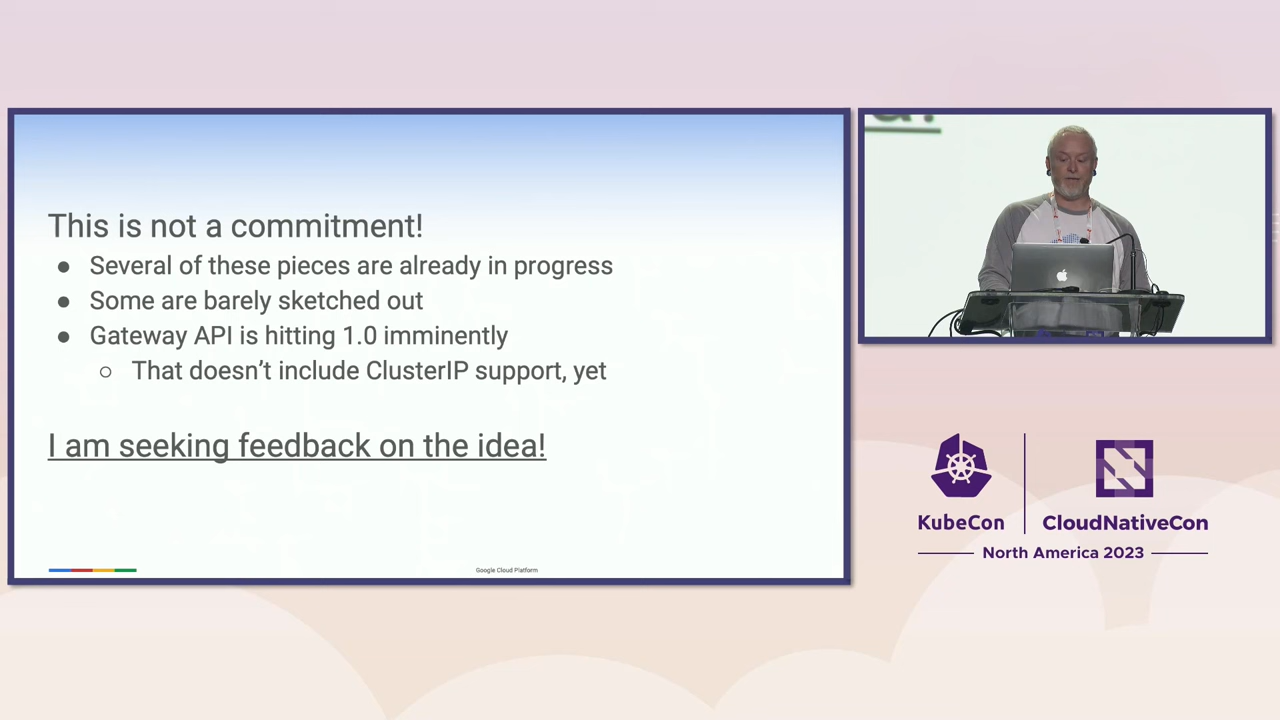 This is not a commitment!
● Several of these pieces are already in progress
● Some are barely sketched out
● Gateway API is hitting 1.0 imminently
○ That doesn't include ClusterIP support, yet
I am seeking feedback on the idea!
Google Cloud Platform
KubeCon
CloudNativeCon
North America 2023